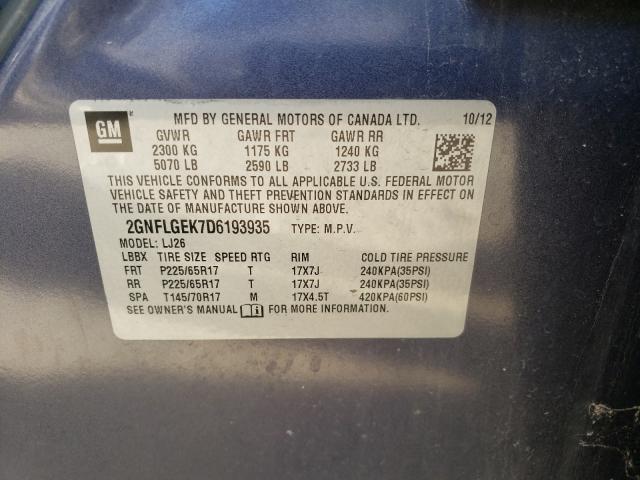 GM
MFD BY GENERAL MOTORS OF CANADA LTD. 10/12
GVWR GAWR FRT GAWR RR
2300 KG 1175 KG 1240 KG
5070 LB 2590 LB 2733 LB
THIS VEHICLE CONFORMS TO ALL APPLICABLE U.S. FEDERAL MOTOR
VEHICLE SAFETY AND THEFT PREVENTION STANDARDS IN EFFECT ON
THE DATE OF MANUFACTURE SHOWN ABOVE.
2GNFLGEK7D6193935 TYPE: M.P.V.
MODEL: LJ26
LBBX TIRE SIZE SPEED RTG RIM COLD TIRE PRESSURE
FRT P225/65R17 T 17X7J 240KPA(35PSI)
RR P225/65R17 T 17X7J 240KPA(35PSI)
SPA T145/70R17 M 17X4.5T 420KPA(60PSI)
SEE OWNER'S MANUAL FOR MORE INFORMATION.